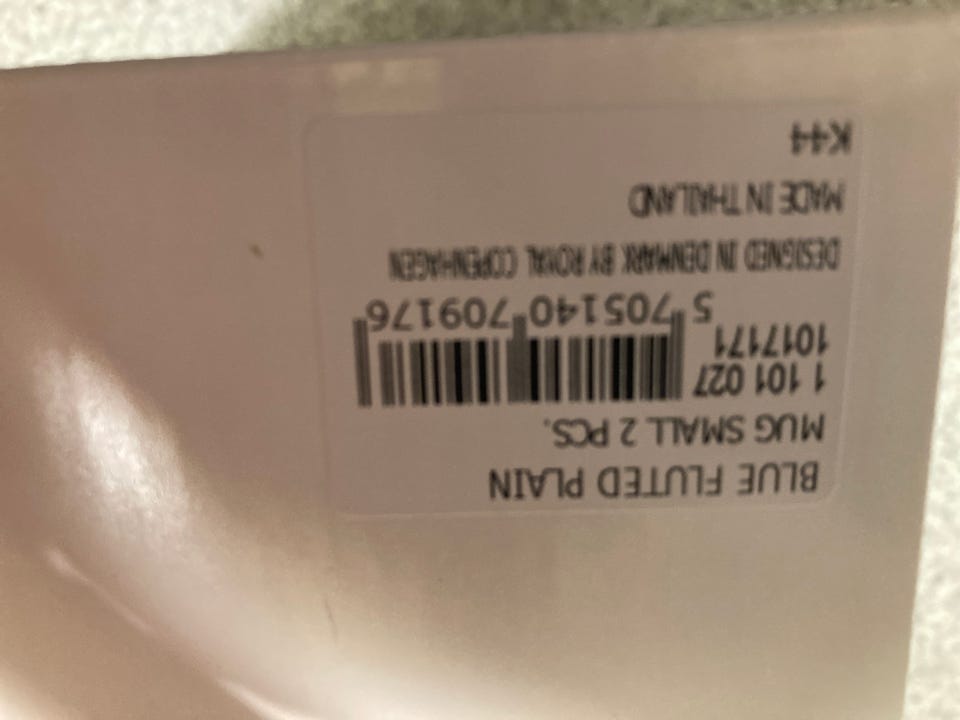 BLUE FLUTED PLAIN
MUG SMALL 2 PCS.
1 101 027
1017171
5 705140 709176
DESIGNED IN DENMARK BY ROYAL COPENHAGEN
MADE IN THAILAND
K44